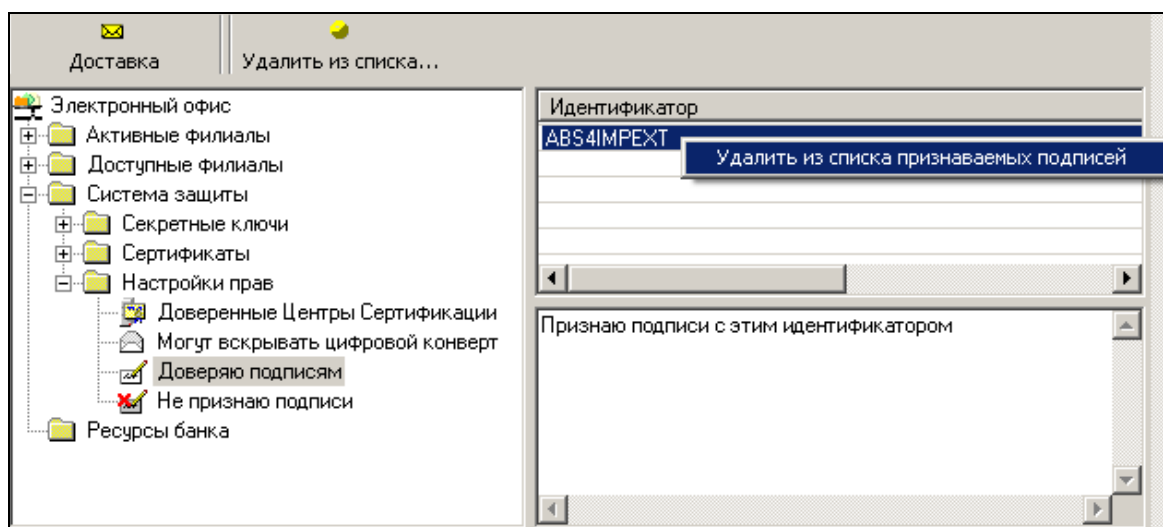 Доставка
Удалить из списка...
Электронный офис
Активные филиалы
Доступные филиалы
Система защиты
Секретные ключи
Сертификаты
Настройки прав
Доверенные Центры Сертификации
Могут вскрывать цифровой конверт
Доверяю подписям
Не признаю подписи
Ресурсы банка
Идентификатор
ABS4IMPEXT
Удалить из списка признаваемых подписей
Признаю подписи с этим идентификатором